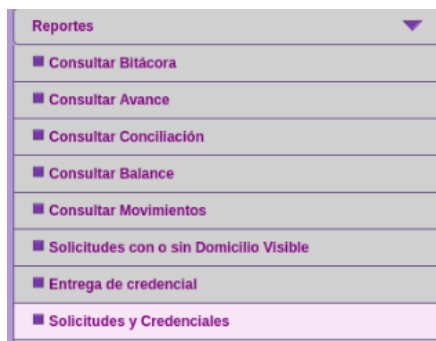 Reportes
Consultar Bitácora
Consultar Avance
Consultar Conciliación
Consultar Balance
Consultar Movimientos
Solicitudes con o sin Domicilio Visible
Entrega de credencial
Solicitudes y Credenciales